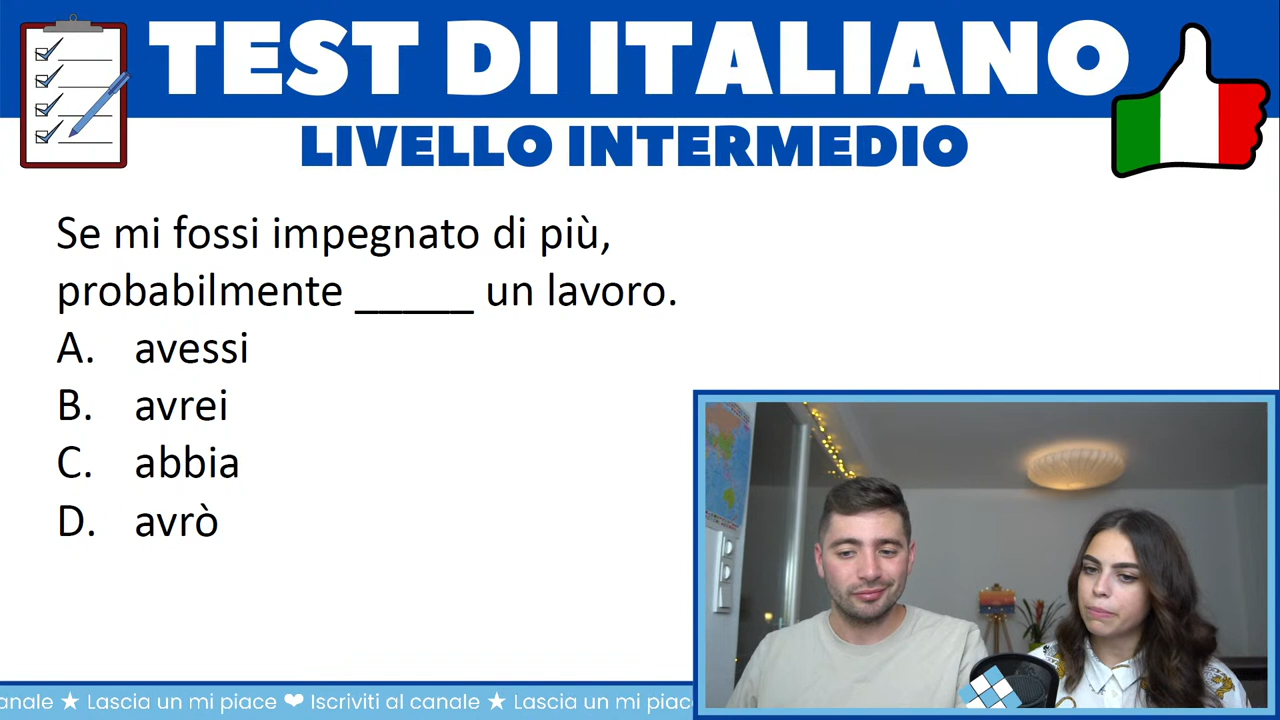 TEST DI ITALIANO
LIVELLO INTERMEDIO
Se mi fossi impegnato di più,
probabilmente _____ un lavoro.
A. avessi
B. avrei
C. abbia
D. avrò
anale ★ Lascia un mi piace ❤ Iscriviti al canale ★ Lascia un mi piac